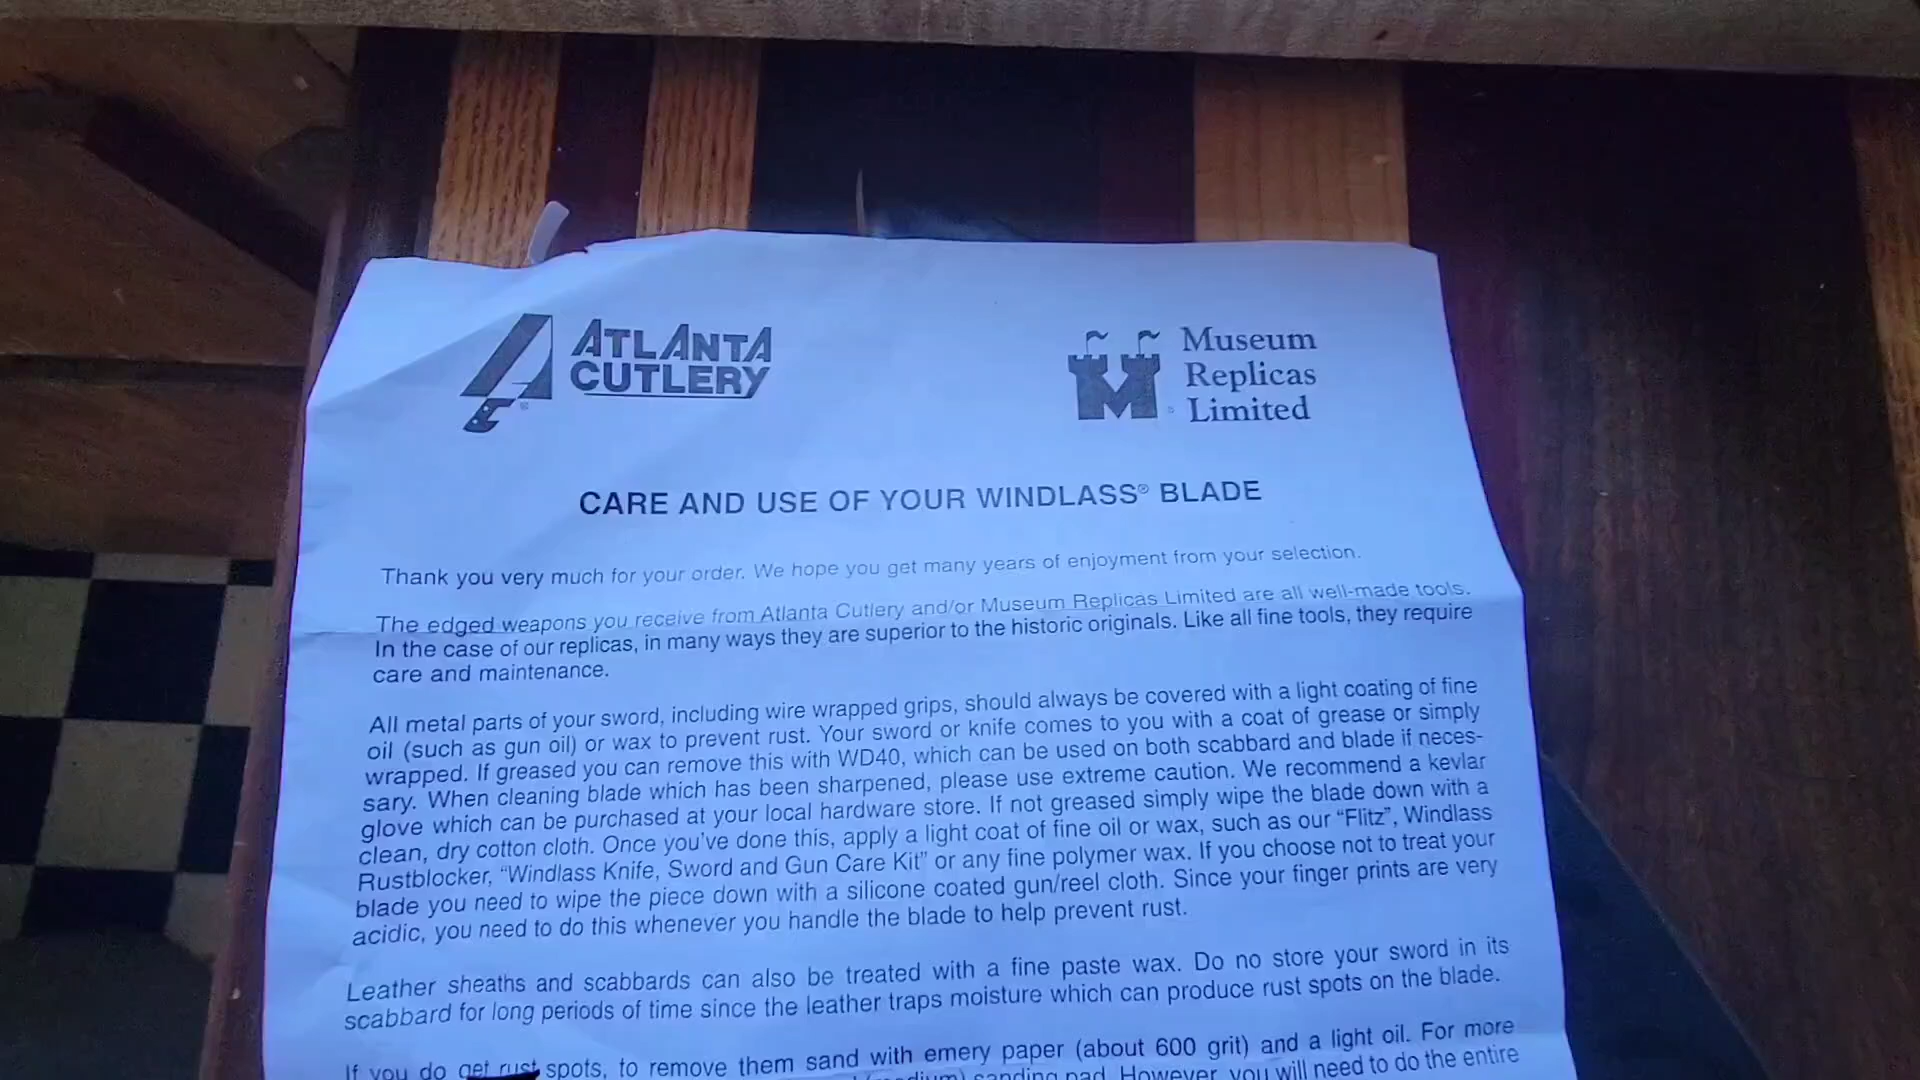 ATLANTA
CUTLERY
®
Museum
Replicas
Limited
CARE AND USE OF YOUR WINDLASS® BLADE
Thank you very much for your order. We hope you get many years of enjoyment from your selection.
The edged weapons you receive from Atlanta Cutlery and/or Museum Replicas Limited are all well-made tools.
In the case of our replicas, in many ways they are superior to the historic originals. Like all fine tools, they require
care and maintenance.
All metal parts of your sword, including wire wrapped grips, should always be covered with a light coating of fine
oil (such as gun oil) or wax to prevent rust. Your sword or knife comes to you with a coat of grease or simply
wrapped. If greased you can remove this with WD40, which can be used on both scabbard and blade if neces-
sary. When cleaning blade which has been sharpened, please use extreme caution. We recommend a kevlar
glove which can be purchased at your local hardware store. If not greased simply wipe the blade down with a
clean, dry cotton cloth. Once you've done this, apply a light coat of fine oil or wax, such as our “Flitz”, Windlass
Rustblocker, “Windlass Knife, Sword and Gun Care Kit” or any fine polymer wax. If you choose not to treat your
blade you need to wipe the piece down with a silicone coated gun/reel cloth. Since your finger prints are very
acidic, you need to do this whenever you handle the blade to help prevent rust.
Leather sheaths and scabbards can also be treated with a fine paste wax. Do no store your sword in its
scabbard for long periods of time since the leather traps moisture which can produce rust spots on the blade.
If you do get rust spots, to remove them sand with emery paper (about 600 grit) and a light oil. For more
sanding pad. However, you will need to do the entire